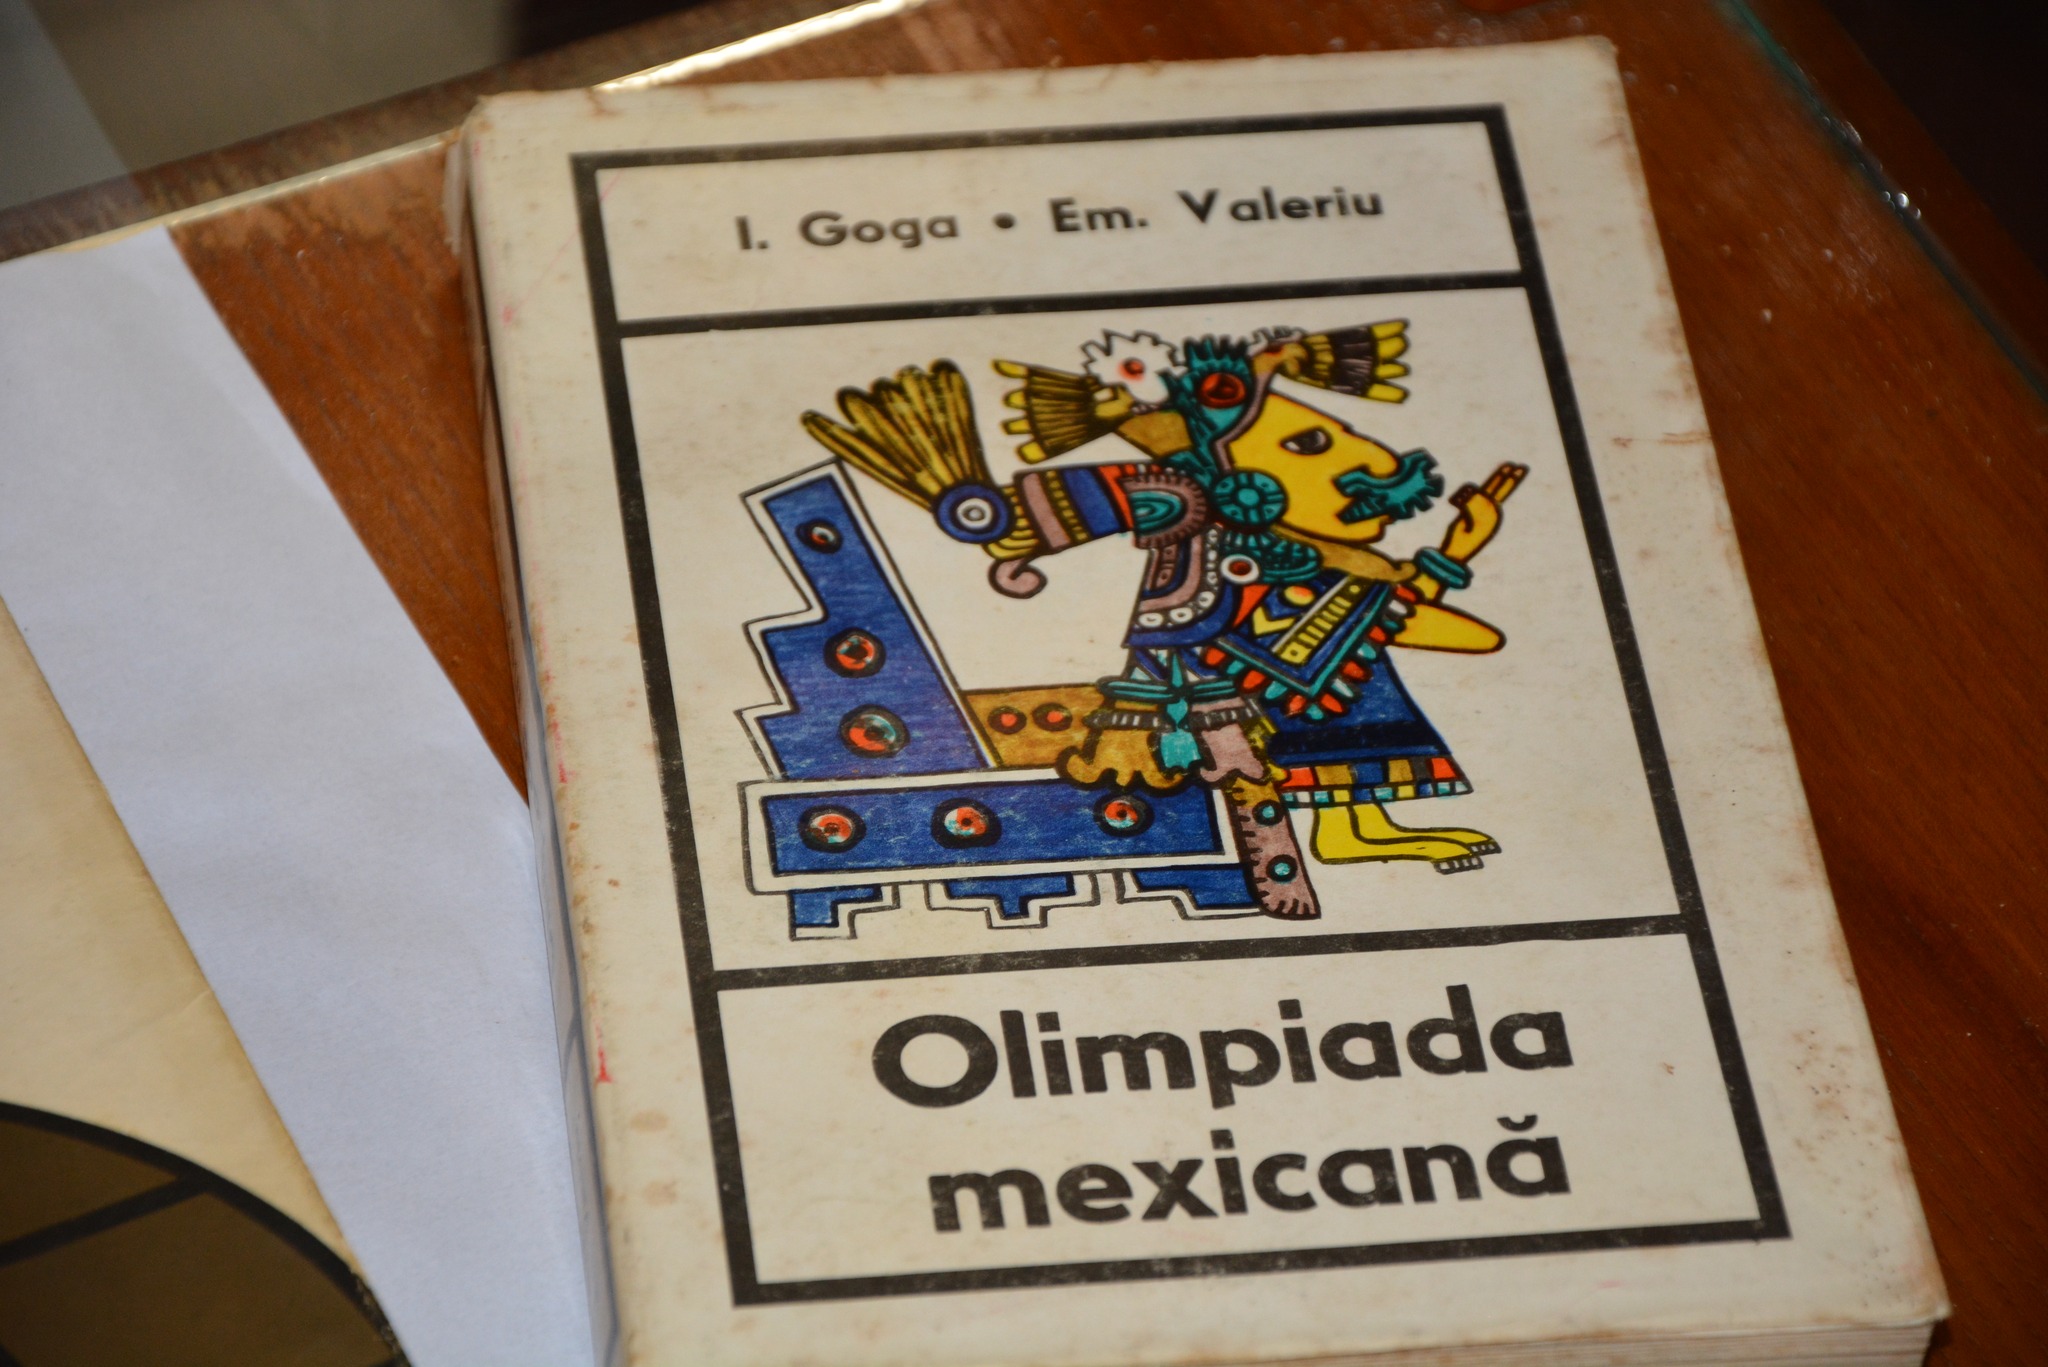 I. Goga • Em. Valeriu
Olimpiada
mexicană